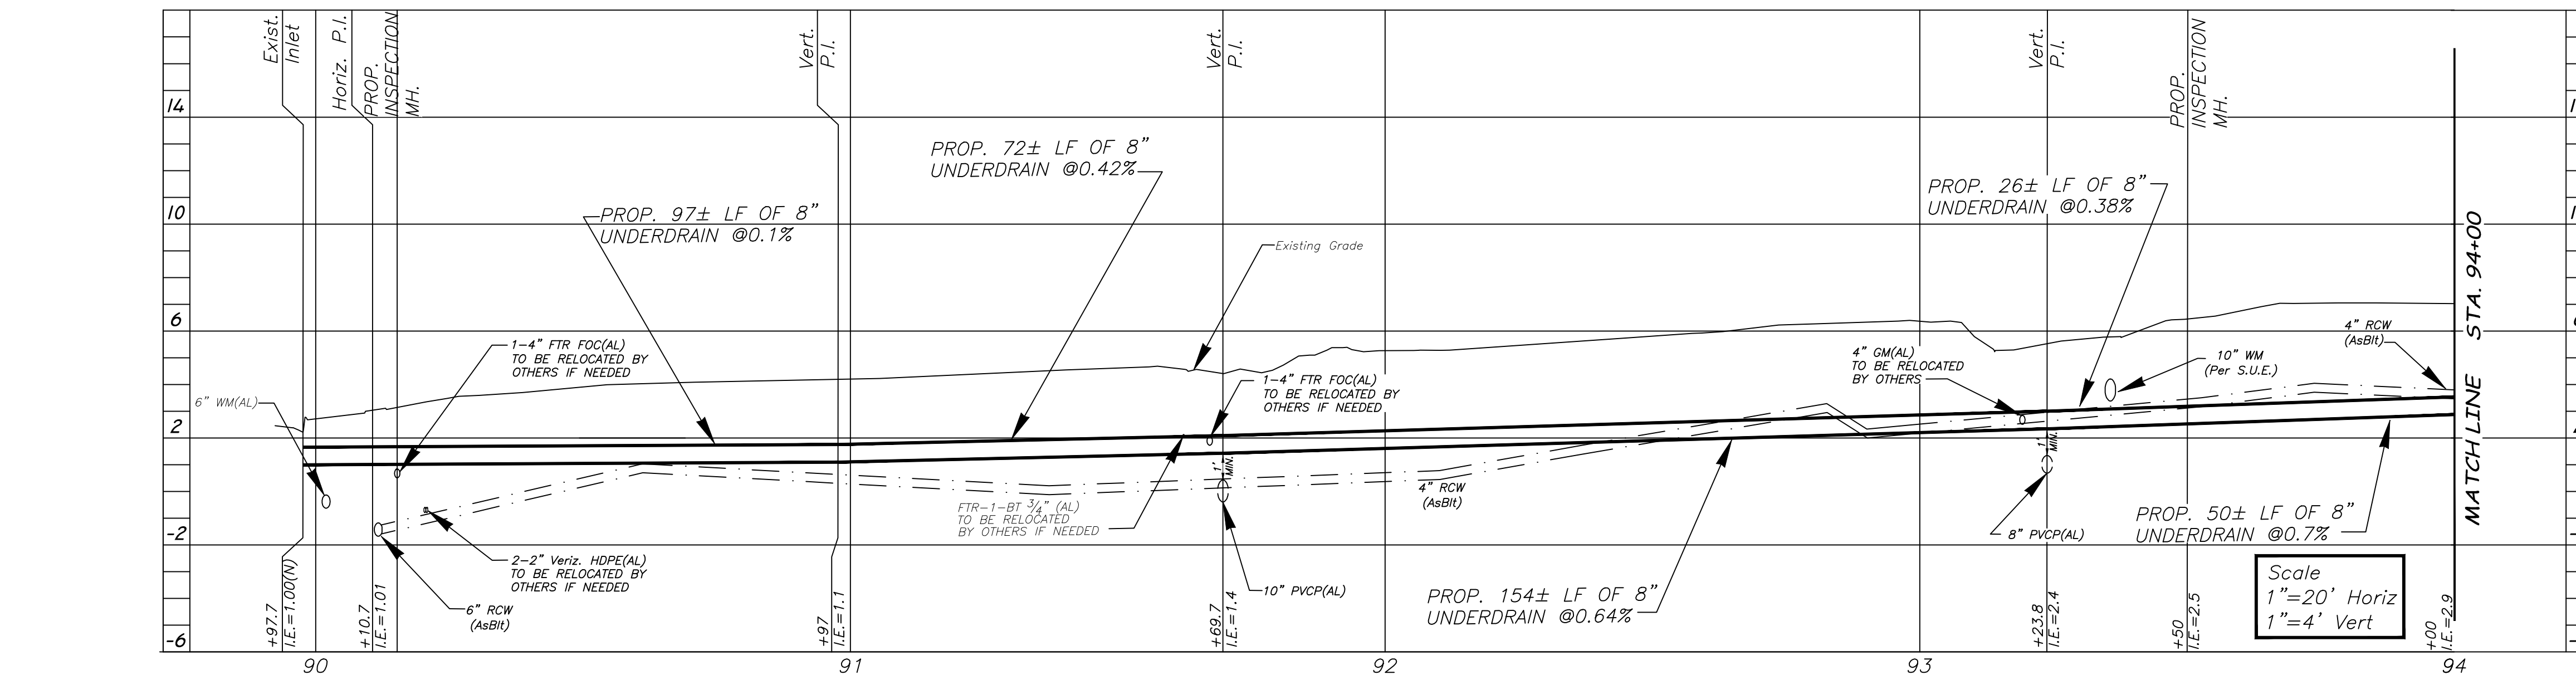 Exist.
Inlet
Horiz. P.I.
PROP.
INSPECTION
MH.
Vert.
P.I.
Vert.
P.I.
Vert.
P.I.
PROP.
INSPECTION
MH.
14
10
6
2
-2
-6
PROP. 72± LF OF 8"
UNDERDRAIN @0.42%
PROP. 97± LF OF 8"
UNDERDRAIN @0.1%
PROP. 26± LF OF 8"
UNDERDRAIN @0.38%
Existing Grade
1-4" FTR FOC(AL)
TO BE RELOCATED BY
OTHERS IF NEEDED
6" WM(AL)
1-4" FTR FOC(AL)
TO BE RELOCATED BY
OTHERS IF NEEDED
4" GM(AL)
TO BE RELOCATED
BY OTHERS
10" WM
(Per S.U.E.)
4" RCW
(AsBlt)
MATCH LINE STA. 94+00
1'
MIN.
1'
MIN.
4" RCW
(AsBlt)
FTR-1-BT 3/4" (AL)
TO BE RELOCATED
BY OTHERS IF NEEDED
2-2" Veriz. HDPE(AL)
TO BE RELOCATED BY
OTHERS IF NEEDED
6" RCW
(AsBlt)
10" PVCP(AL)
8" PVCP(AL)
PROP. 50± LF OF 8"
UNDERDRAIN @0.7%
PROP. 154± LF OF 8"
UNDERDRAIN @0.64%
Scale
1"=20' Horiz
1"=4' Vert
+97.7
I.E.=1.00(N)
+10.7
I.E.=1.01
+97
I.E.=1.1
+69.7
I.E.=1.4
+23.8
I.E.=2.4
+50
I.E.=2.5
+00
I.E.=2.9
90
91
92
93
94